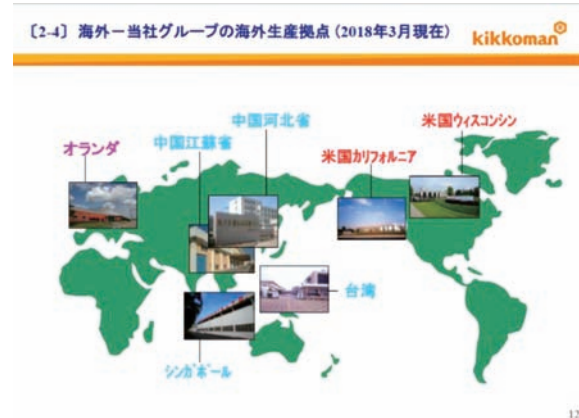 〔2-4〕海外－当社グループの海外生産拠点(2018年3月現在)
kikkoman
中国河北省
米国ウィスコンシン
オランダ
中国江蘇省
米国カリフォルニア
台湾
シンガポール